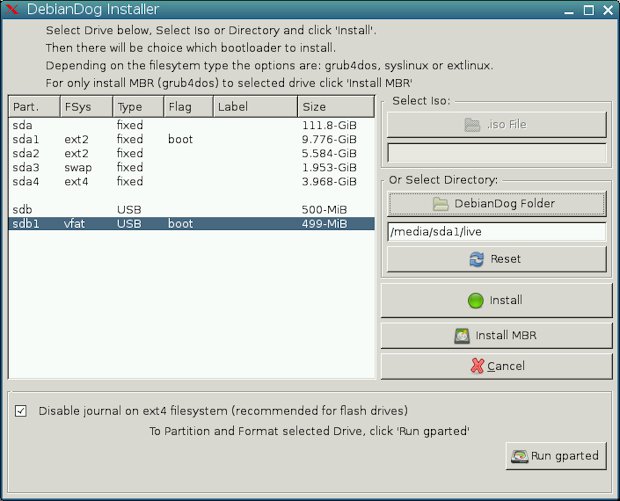 DebianDog Installer
Select Drive below, Select Iso or Directory and click 'Install'.
Then there will be choice which bootloader to install.
Depending on the filesytem type the options are: grub4dos, syslinux or extlinux.
For only install MBR (grub4dos) to selected drive click 'Install MBR'
Part. FSys Type Flag Label Size
sda fixed 111.8-GiB
sda1 ext2 fixed boot 9.776-GiB
sda2 ext2 fixed 5.584-GiB
sda3 swap fixed 1.953-GiB
sda4 ext4 fixed 3.968-GiB
sdb USB 500-MiB
sdb1 vfat USB boot 499-MiB
Select Iso:
.iso File
Or Select Directory:
DebianDog Folder
/media/sda1/live
Reset
Install
Install MBR
Cancel
Disable journal on ext4 filesystem (recommended for flash drives)
To Partition and Format selected Drive, click 'Run gparted'
Run gparted